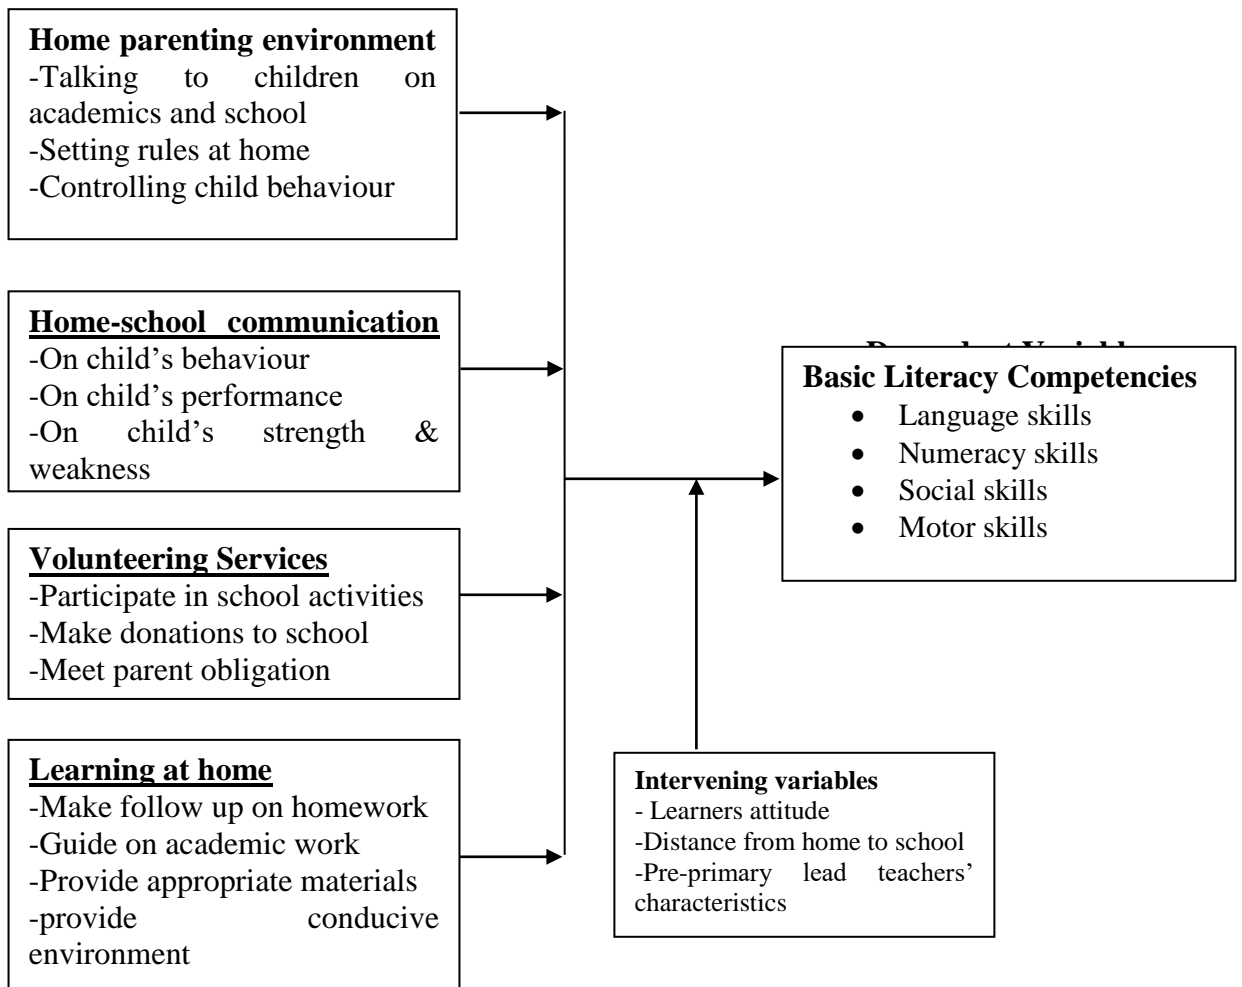 Home parenting environment
-Talking to children on
academics and school
-Setting rules at home
-Controlling child behaviour
Home-school communication
-On child’s behaviour
-On child’s performance
-On child’s strength &
weakness
Volunteering Services
-Participate in school activities
-Make donations to school
-Meet parent obligation
Learning at home
-Make follow up on homework
-Guide on academic work
-Provide appropriate materials
-provide conducive
environment
Basic Literacy Competencies
• Language skills
• Numeracy skills
• Social skills
• Motor skills
Intervening variables
- Learners attitude
-Distance from home to school
-Pre-primary lead teachers’
characteristics